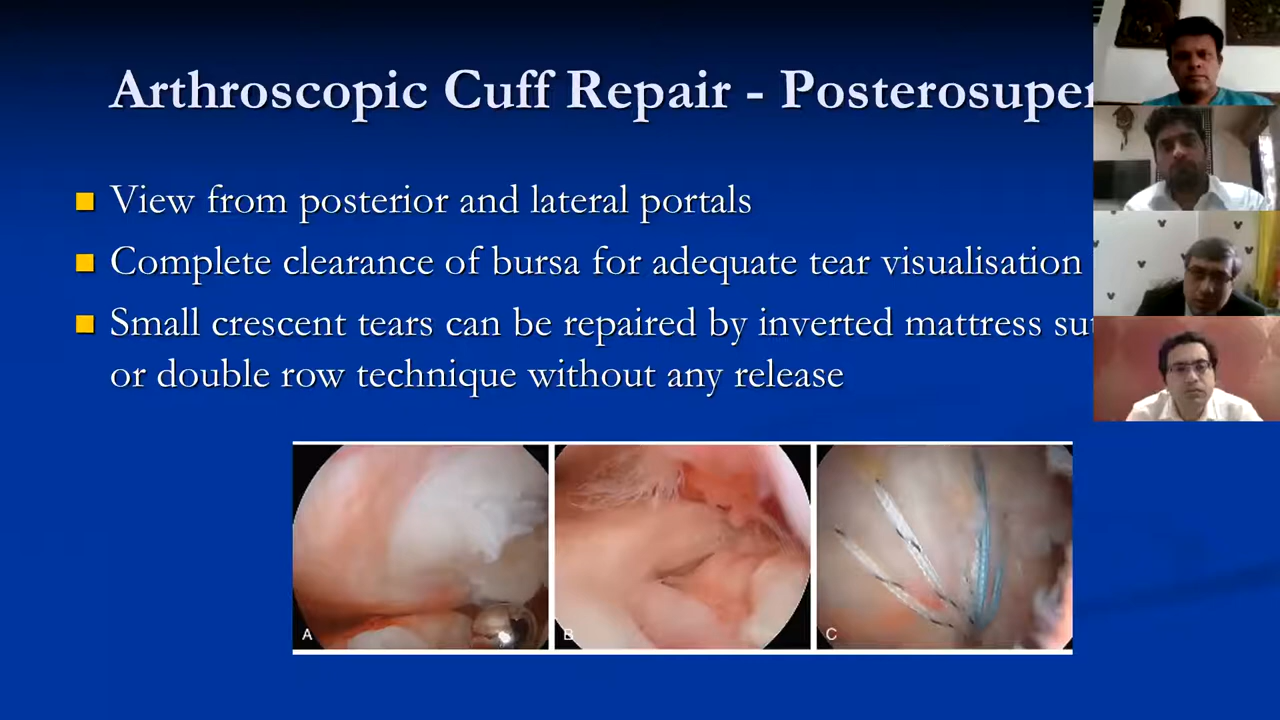 Arthroscopic Cuff Repair - Posterosuper
View from posterior and lateral portals
Complete clearance of bursa for adequate tear visualisation
Small crescent tears can be repaired by inverted mattress
or double row technique without any release
A
B
C